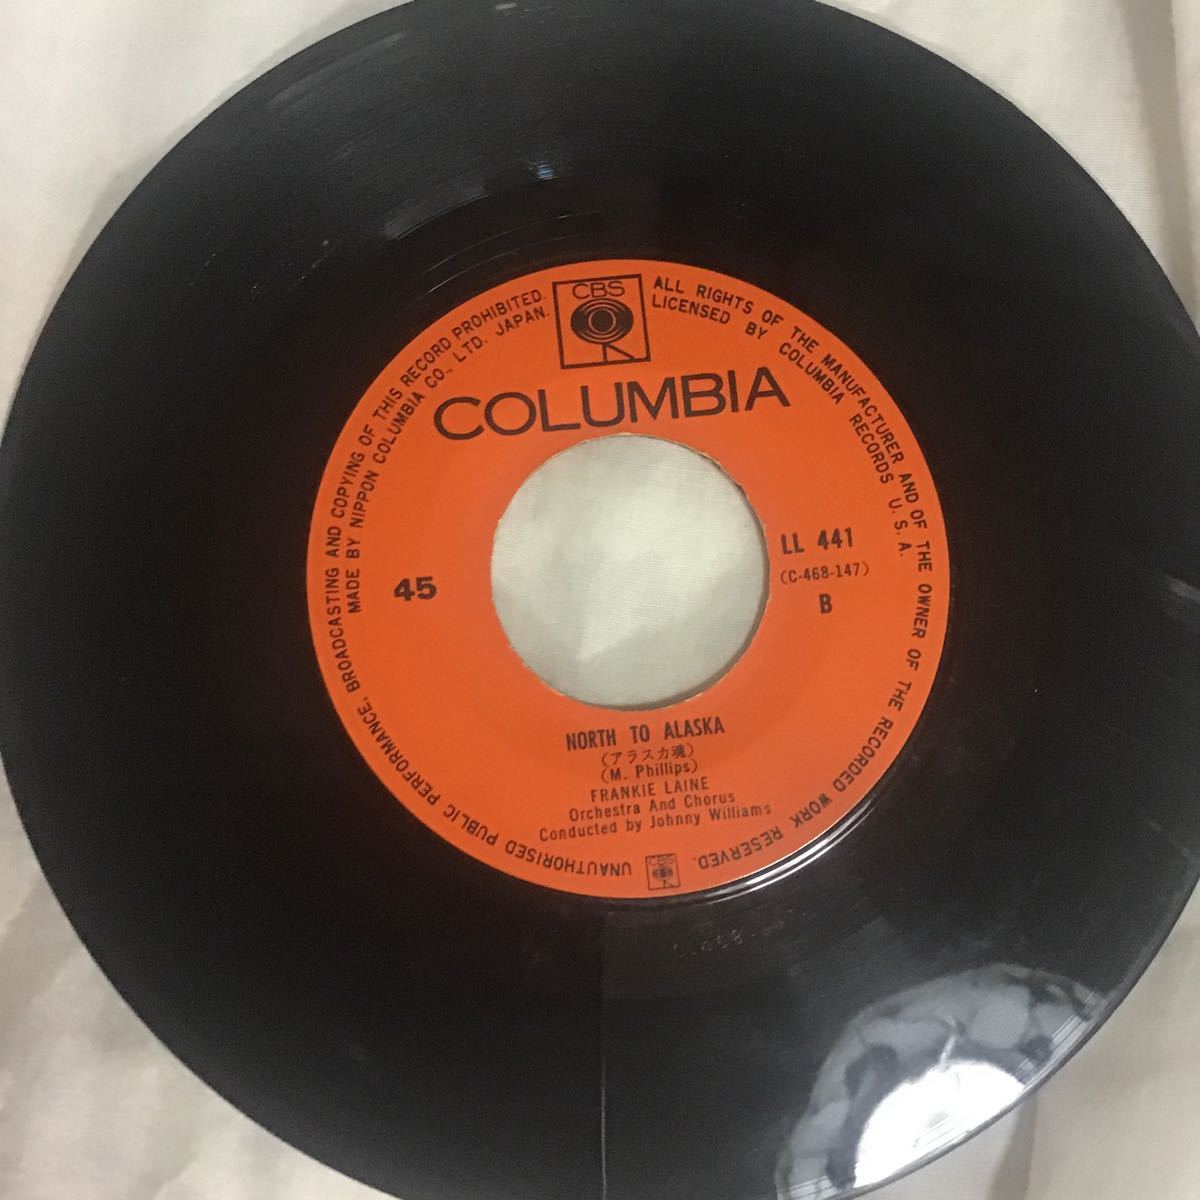 CBS
COLUMBIA
ALL RIGHTS OF THE MANUFACTURER AND OF THE OWNER OF THE RECORDED WORK RESERVED.
LICENSED BY COLUMBIA RECORDS U. S. A.
UNAUTHORISED PUBLIC PERFORMANCE, BROADCASTING AND COPYING OF THIS RECORD PROHIBITED.
MADE BY NIPPON COLUMBIA CO., LTD. JAPAN.
45
LL 441
(C-468-147)
B
NORTH TO ALASKA
(アラスカ魂)
(M. Phillips)
FRANKIE LAINE
Orchestra And Chorus
Conducted by Johnny Williams
CBS